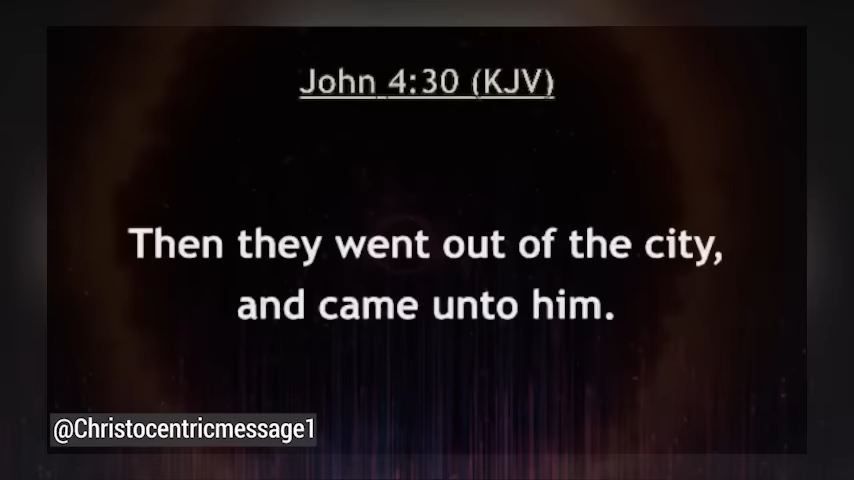 John 4:30 (KJV)
Then they went out of the city,
and came unto him.
@Christocentricmessage1